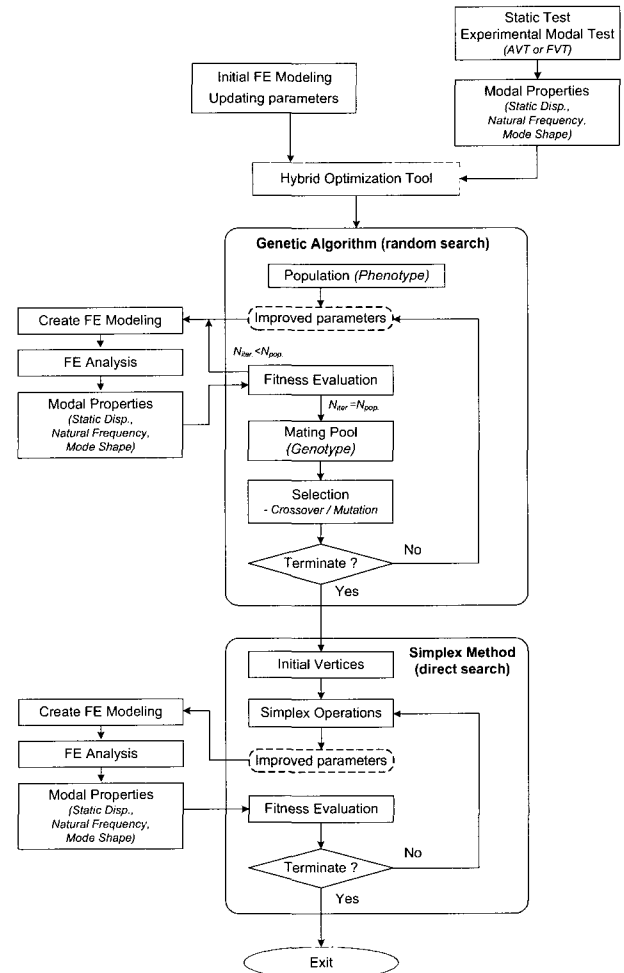 Static Test
Experimental Modal Test
(AVT or FVT)
Initial FE Modeling
Updating parameters
Modal Properties
(Static Disp.,
Natural Frequency,
Mode Shape)
Hybrid Optimization Tool
Genetic Algorithm (random search)
Population (Phenotype)
Improved parameters
Create FE Modeling
FE Analysis
Modal Properties
(Static Disp.,
Natural Frequency,
Mode Shape)
Niter.<Npop.
Fitness Evaluation
Niter.=Npop.
Mating Pool
(Genotype)
Selection
- Crossover / Mutation
Terminate ?
No
Yes
Simplex Method
(direct search)
Initial Vertices
Simplex Operations
Improved parameters
Create FE Modeling
FE Analysis
Modal Properties
(Static Disp.,
Natural Frequency,
Mode Shape)
Fitness Evaluation
Terminate ?
No
Yes
Exit